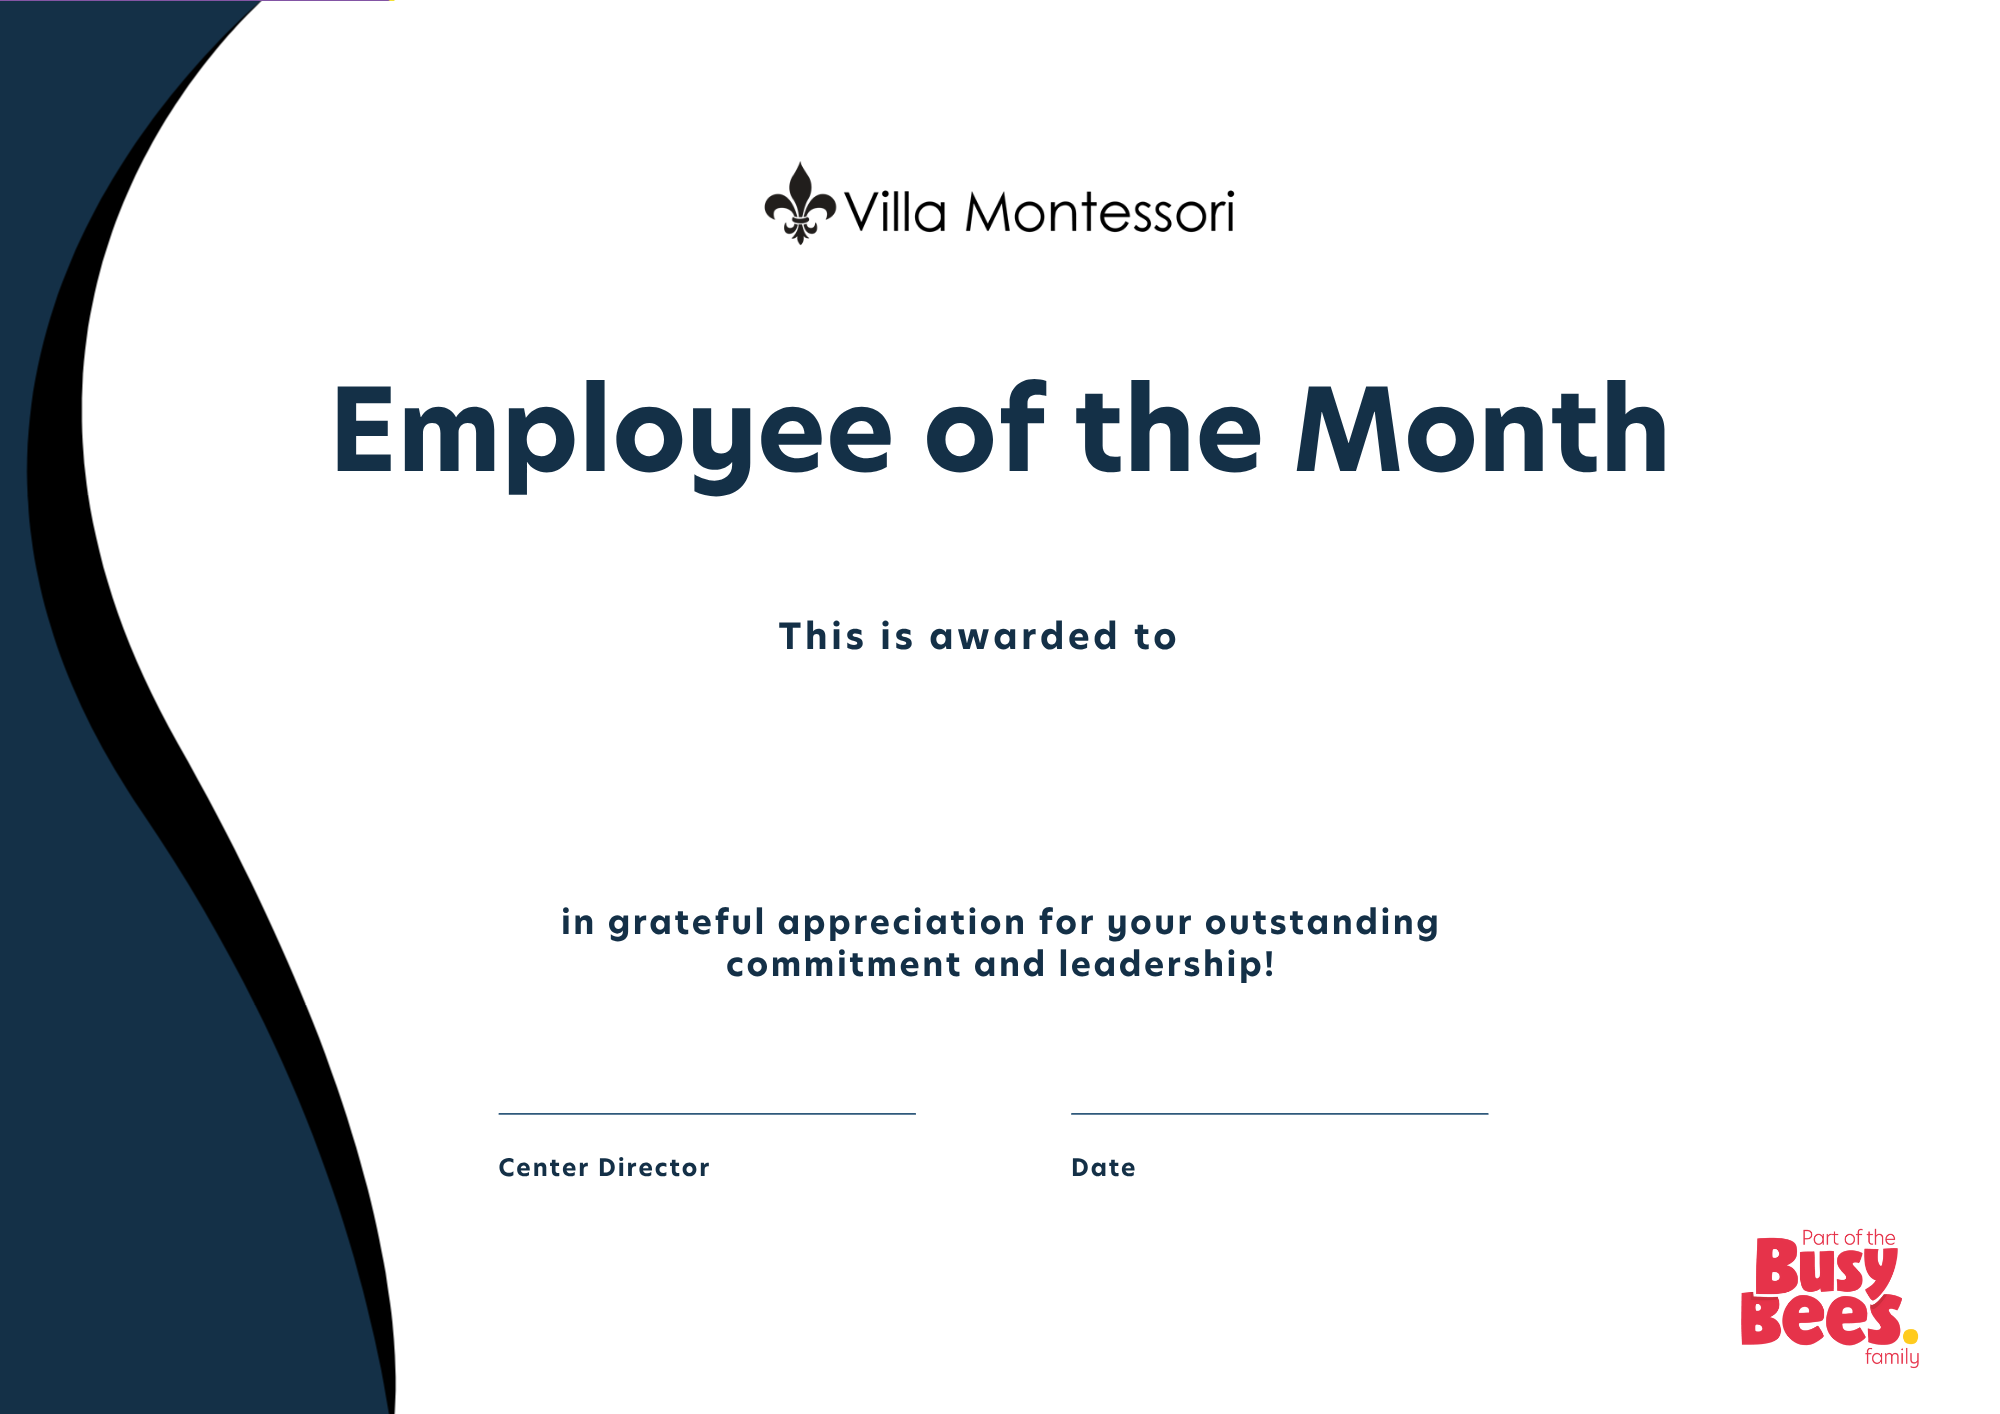 Villa Montessori
Employee of the Month
This is awarded to
in grateful appreciation for your outstanding
commitment and leadership!
Center Director
Date
Part of the
Busy
Bees.
family